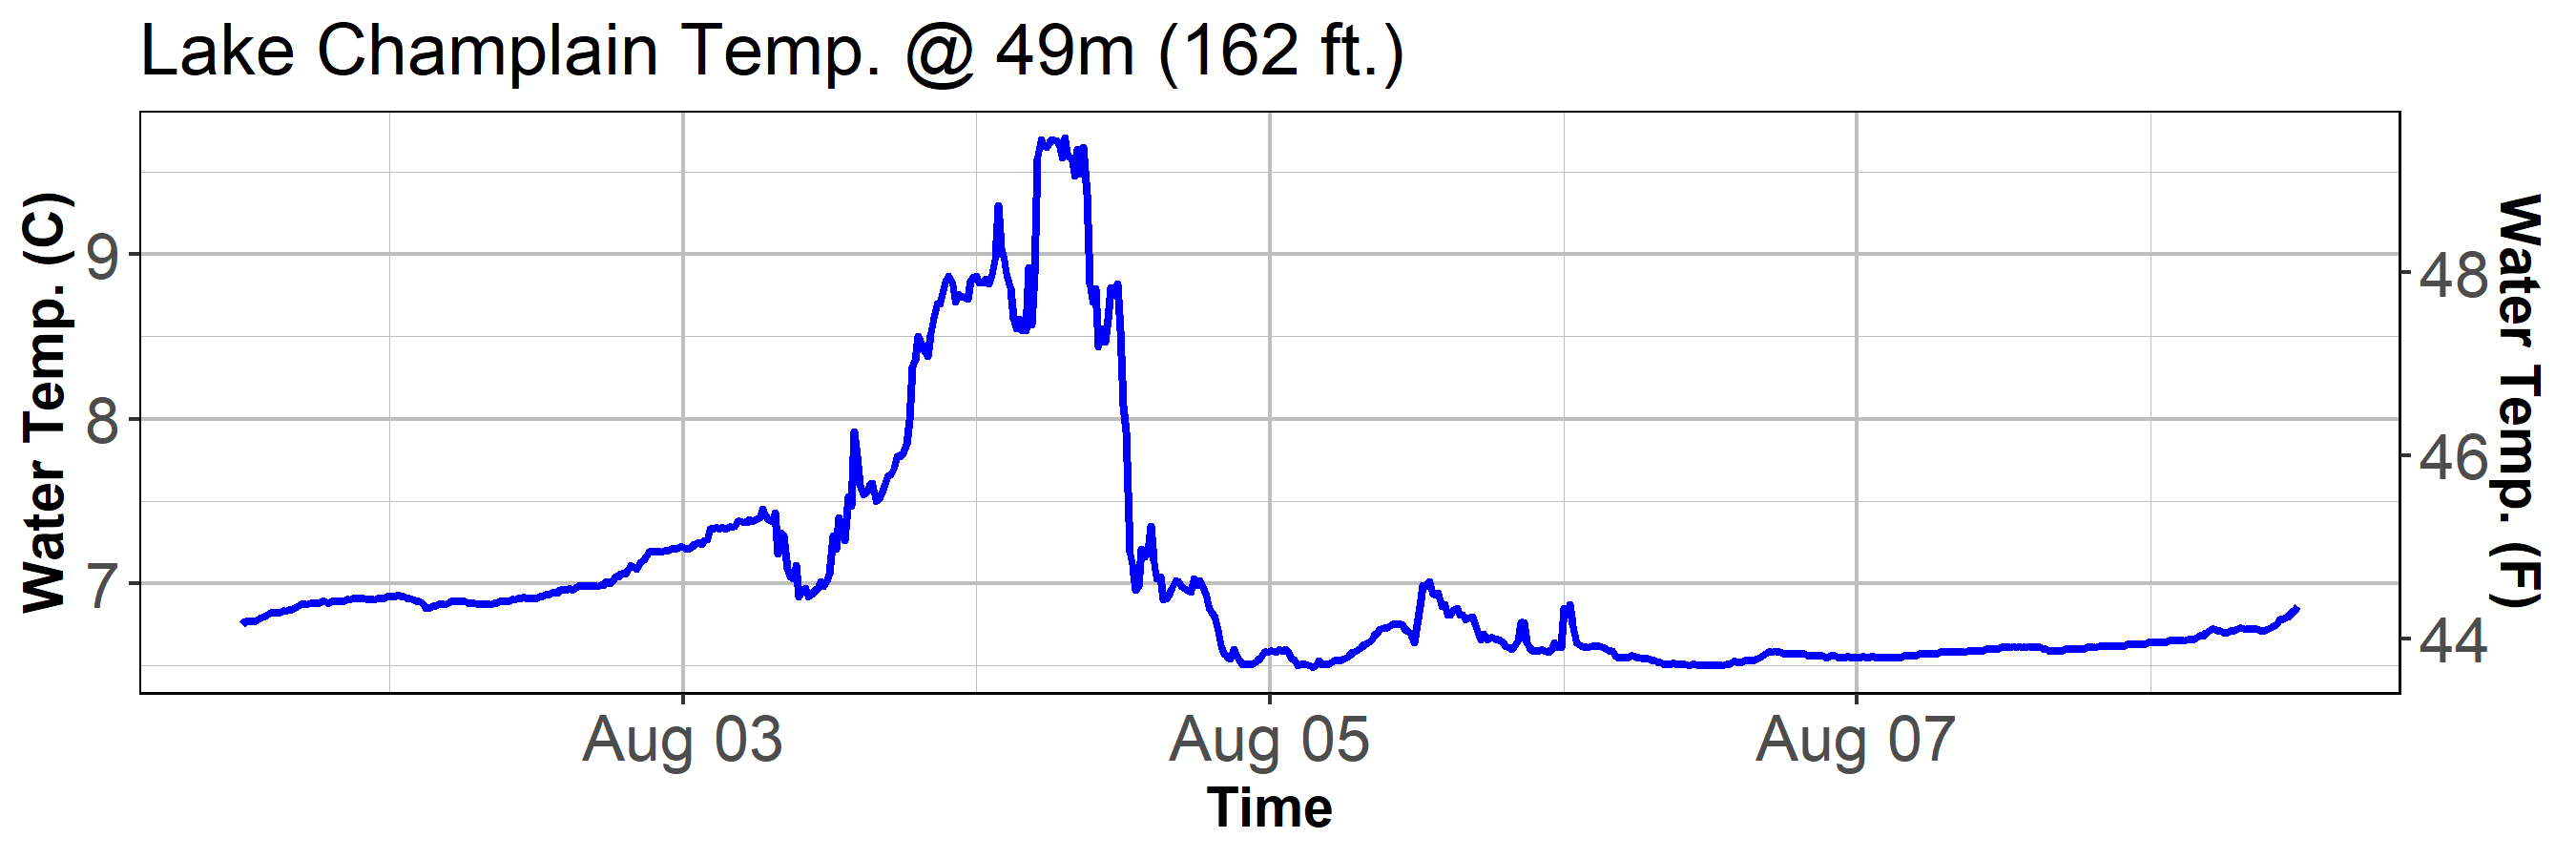 Lake Champlain Temp. @ 49m (162 ft.)
Water Temp. (C)
9
8
7
48
46
44
Water Temp. (F)
Aug 03 Aug 05 Aug 07
Time